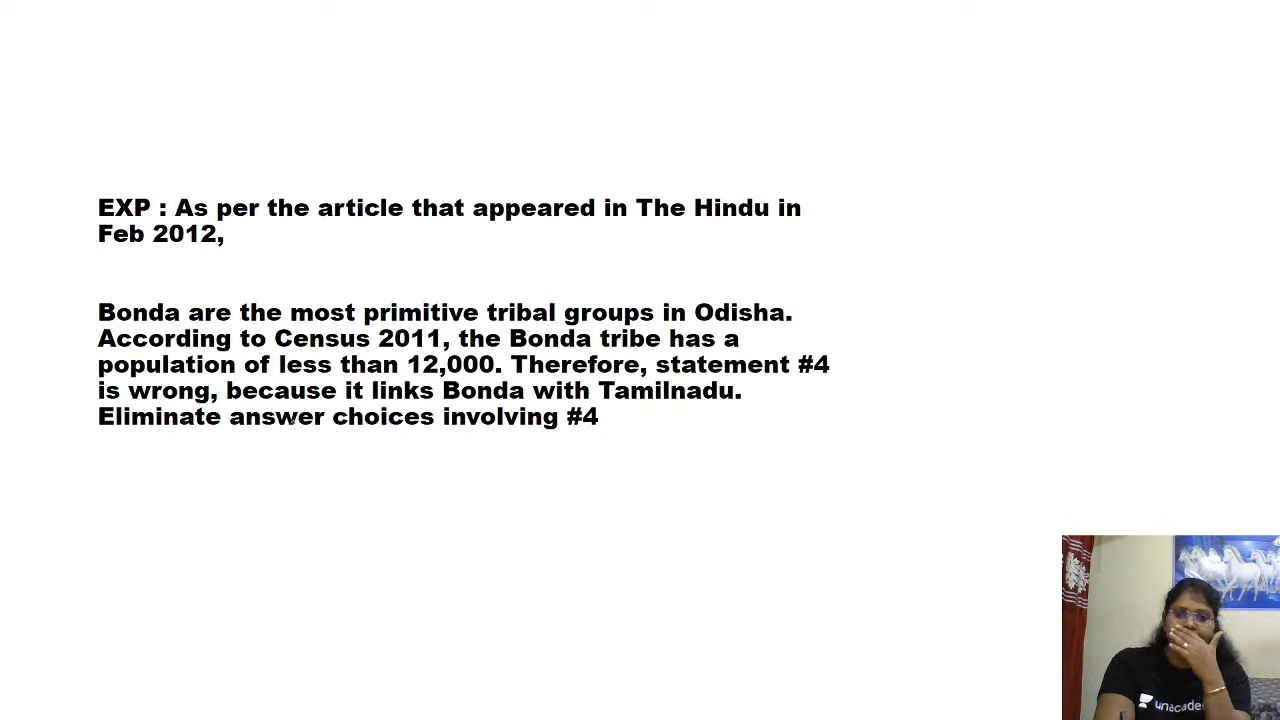 EXP : As per the article that appeared in The Hindu in
Feb 2012,
Bonda are the most primitive tribal groups in Odisha.
According to Census 2011, the Bonda tribe has a
population of less than 12,000. Therefore, statement #4
is wrong, because it links Bonda with Tamilnadu.
Eliminate answer choices involving #4